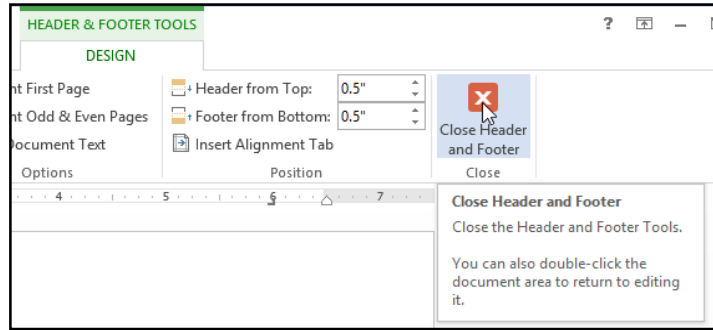 HEADER & FOOTER TOOLS
?
DESIGN
nt First Page
Header from Top: 0.5"
nt Odd & Even Pages
Footer from Bottom: 0.5"
Document Text
Insert Alignment Tab
Close Header
and Footer
Options
Position
Close
4 5 6 7
Close Header and Footer
Close the Header and Footer Tools.
You can also double-click the
document area to return to editing
it.